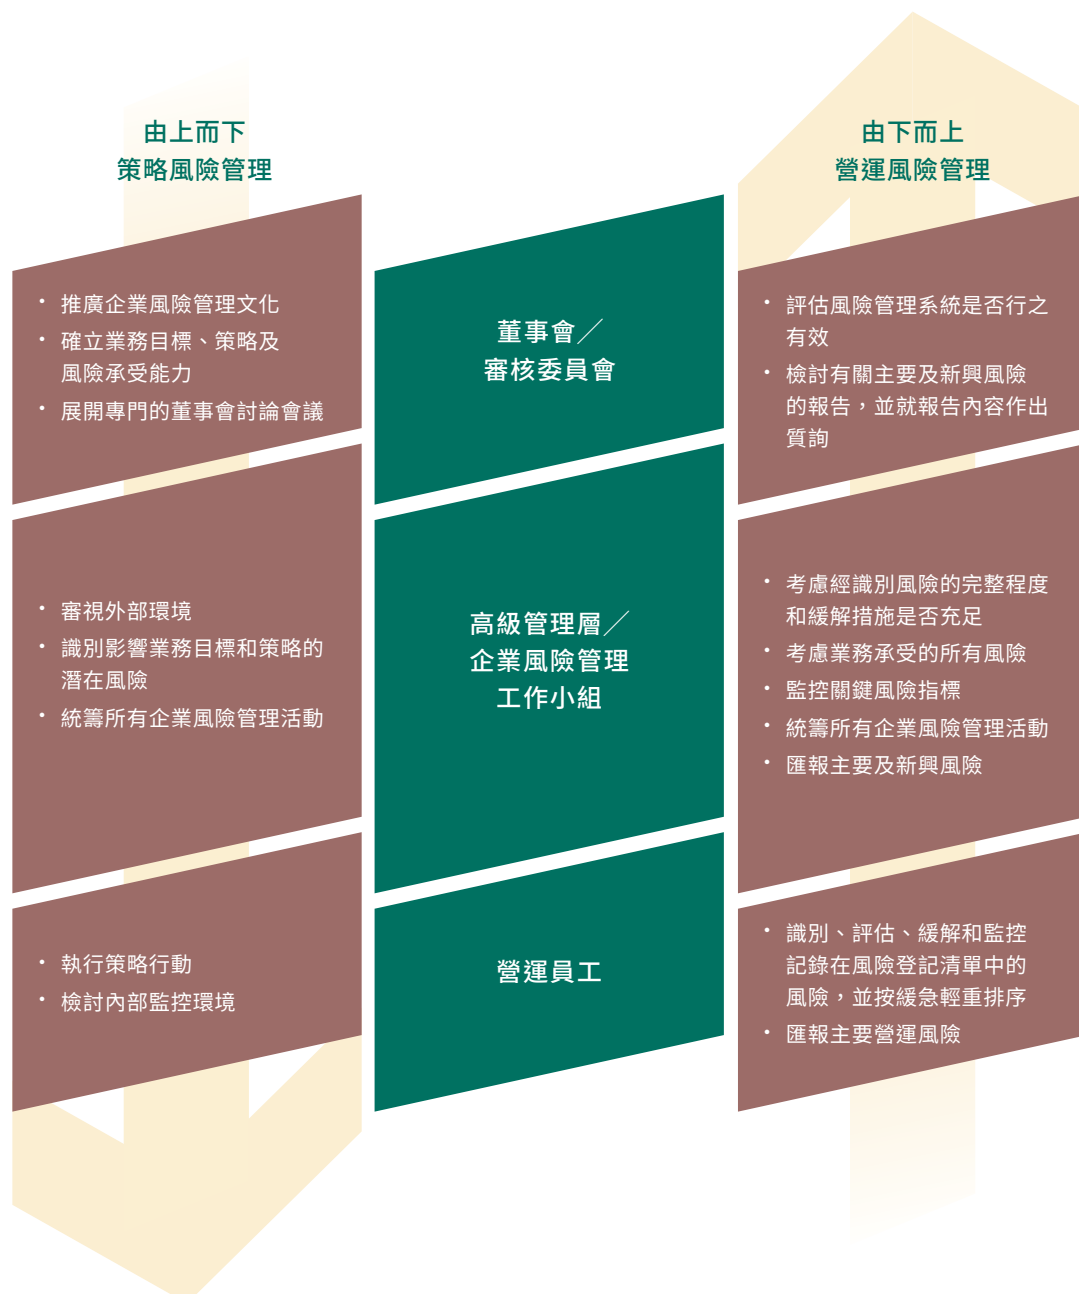 由上而下
策略風險管理
由下而上
營運風險管理
• 推廣企業風險管理文化
• 確立業務目標、策略及
風險承受能力
• 展開專門的董事會討論會議
董事會／
審核委員會
• 評估風險管理系統是否行之
有效
• 檢討有關主要及新興風險
的報告，並就報告內容作出
質詢
• 審視外部環境
• 識別影響業務目標和策略的
潛在風險
• 統籌所有企業風險管理活動
高級管理層／
企業風險管理
工作小組
• 考慮經識別風險的完整程度
和緩解措施是否充足
• 考慮業務承受的所有風險
• 監控關鍵風險指標
• 統籌所有企業風險管理活動
• 匯報主要及新興風險
• 執行策略行動
• 檢討內部監控環境
營運員工
• 識別、評估、緩解和監控
記錄在風險登記清單中的
風險，並按緩急輕重排序
• 匯報主要營運風險